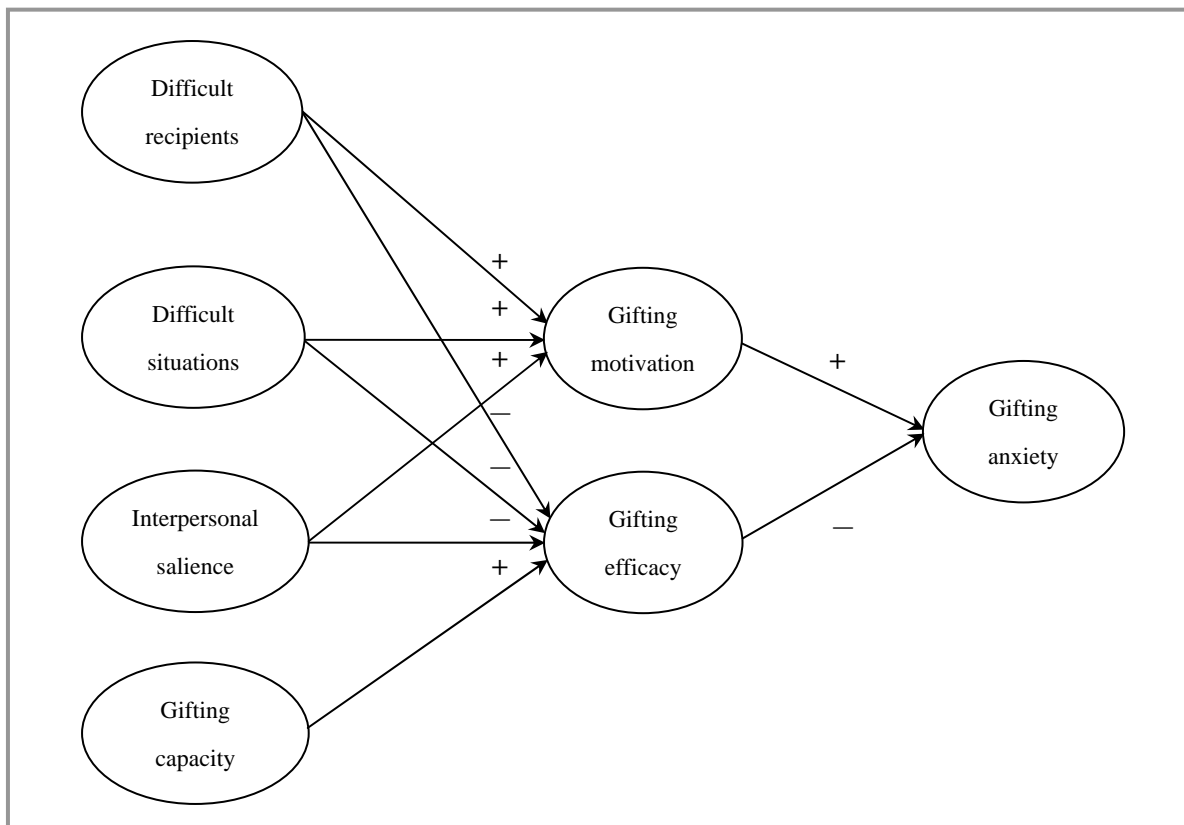 Difficult
recipients
+
Difficult
situations
+
Gifting
motivation
+
+
Gifting
anxiety
—
—
Interpersonal
salience
—
Gifting
efficacy
—
+
Gifting
capacity